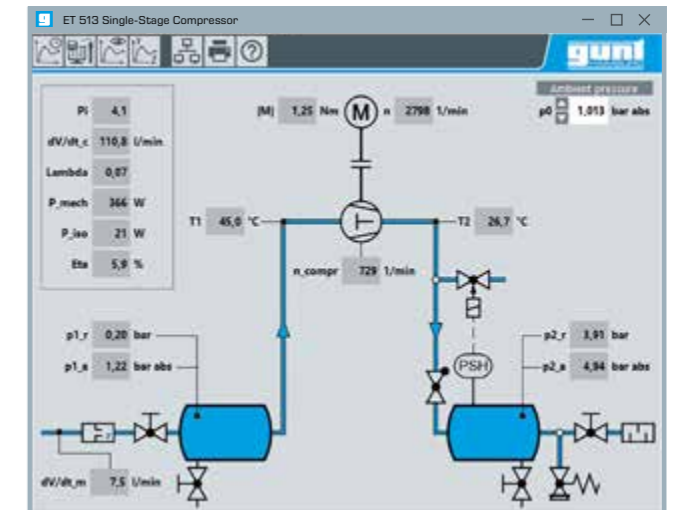 g ET 513 Single-Stage Compressor
gunt
Ambient pressure
p0 1,013 bar abs
Pi 4,1
dV/dt_c 110,8 l/min
Lambda 0,07
P_mech 366 W
P_iso 21 W
Eta 5,9 %
|M| 1,25 Nm M n 2798 1/min
T1 45,0 °C
T2 26,7 °C
n_compr 729 1/min
p1_r 0,20 bar
p1_a 1,22 bar abs
PSH
p2_r 3,91 bar
p2_a 4,94 bar abs
dV/dt_m 7,5 l/min